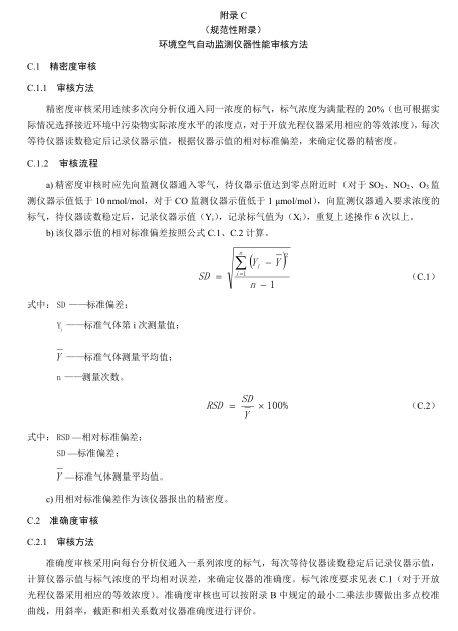 附录 C
(规范性附录)
环境空气自动监测仪器性能审核方法
C.1 精密度审核
C.1.1 审核方法
精密度审核采用连续多次向分析仪通入同一浓度的标气，标气浓度为满量程的 20%（也可根据实
际情况选择接近环境中污染物实际浓度水平的浓度点，对于开放光程仪器采用相应的等效浓度），每次
等待仪器读数稳定后记录仪器示值，根据仪器示值的相对标准偏差，来确定仪器的精密度。
C.1.2 审核流程
a) 精密度审核时应先向监测仪器通入零气，待仪器示值达到零点附近时（对于 SO₂、NO₂、O₃ 监
测仪器示值低于 10 nmol/mol，对于 CO 监测仪器示值低于 1 μmol/mol），向监测仪器通入要求浓度的
标气，待仪器读数稳定后，记录仪器示值（Yᵢ），记录标气值为（Xᵢ），重复上述操作 6 次以上。
b) 该仪器示值的相对标准偏差按照公式 C.1、C.2 计算。
SD = √(∑ⁿᵢ₌₁ (Yᵢ − Y̅)² / (n − 1)) （C.1）
式中：SD ——标准偏差；
Yᵢ ——标准气体第 i 次测量值；
Y̅ ——标准气体测量平均值；
n ——测量次数。
RSD = SD / Y̅ × 100% （C.2）
式中：RSD —相对标准偏差；
SD —标准偏差；
Y̅ —标准气体测量平均值。
c) 用相对标准偏差作为该仪器报出的精密度。
C.2 准确度审核
C.2.1 审核方法
准确度审核采用向每台分析仪通入一系列浓度的标气，每次等待仪器读数稳定后记录仪器示值，
计算仪器示值与标气浓度的平均相对误差，来确定仪器的准确度。标气浓度要求见表 C.1（对于开放
光程仪器采用相应的等效浓度）。准确度审核也可以按附录 B 中规定的最小二乘法步骤做出多点校准
曲线，用斜率，截距和相关系数对仪器准确度进行评价。